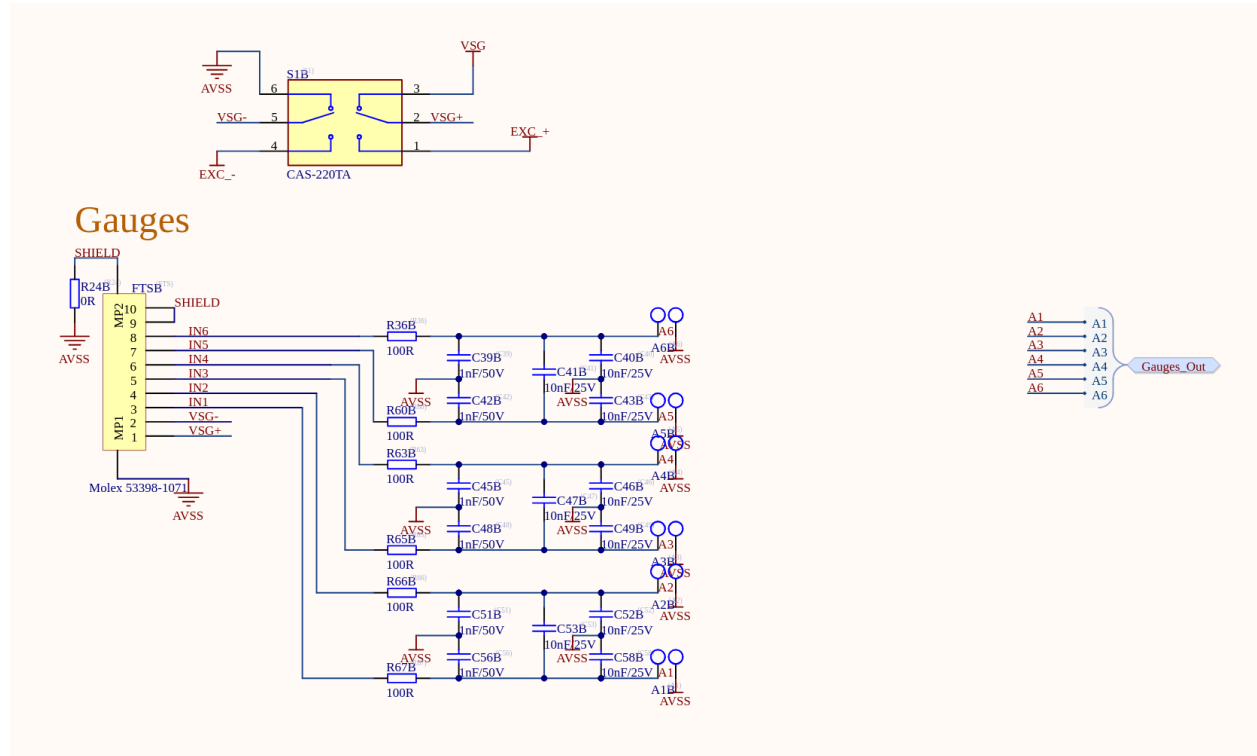 VSG
S1B
AVSS
6
3
VSG-
5
2
VSG+
EXC_+
4
1
EXC_-
CAS-220TA
Gauges
SHIELD
R24B
0R
FTSB
MP2
10
SHIELD
9
AVSS
8
IN6
7
IN5
6
IN4
5
IN3
4
IN2
3
IN1
2
VSG-
1
VSG+
MP1
Molex 53398-1071
AVSS
R36B
100R
C39B
1nF/50V
C41B
10nF/25V
C40B
10nF/25V
A6
A6B
AVSS
AVSS
C42B
1nF/50V
AVSS
C43B
10nF/25V
R60B
100R
A5
A5B
AVSS
R63B
100R
C45B
1nF/50V
C47B
10nF/25V
C46B
10nF/25V
A4
A4B
AVSS
AVSS
C48B
1nF/50V
AVSS
C49B
10nF/25V
R65B
100R
A3
A3B
AVSS
R66B
100R
C51B
1nF/50V
C53B
10nF/25V
C52B
10nF/25V
A2
A2B
AVSS
AVSS
C56B
1nF/50V
AVSS
C58B
10nF/25V
R67B
100R
A1
A1B
AVSS
A1
A1
A2
A2
A3
A3
A4
A4
A5
A5
A6
A6
Gauges_Out